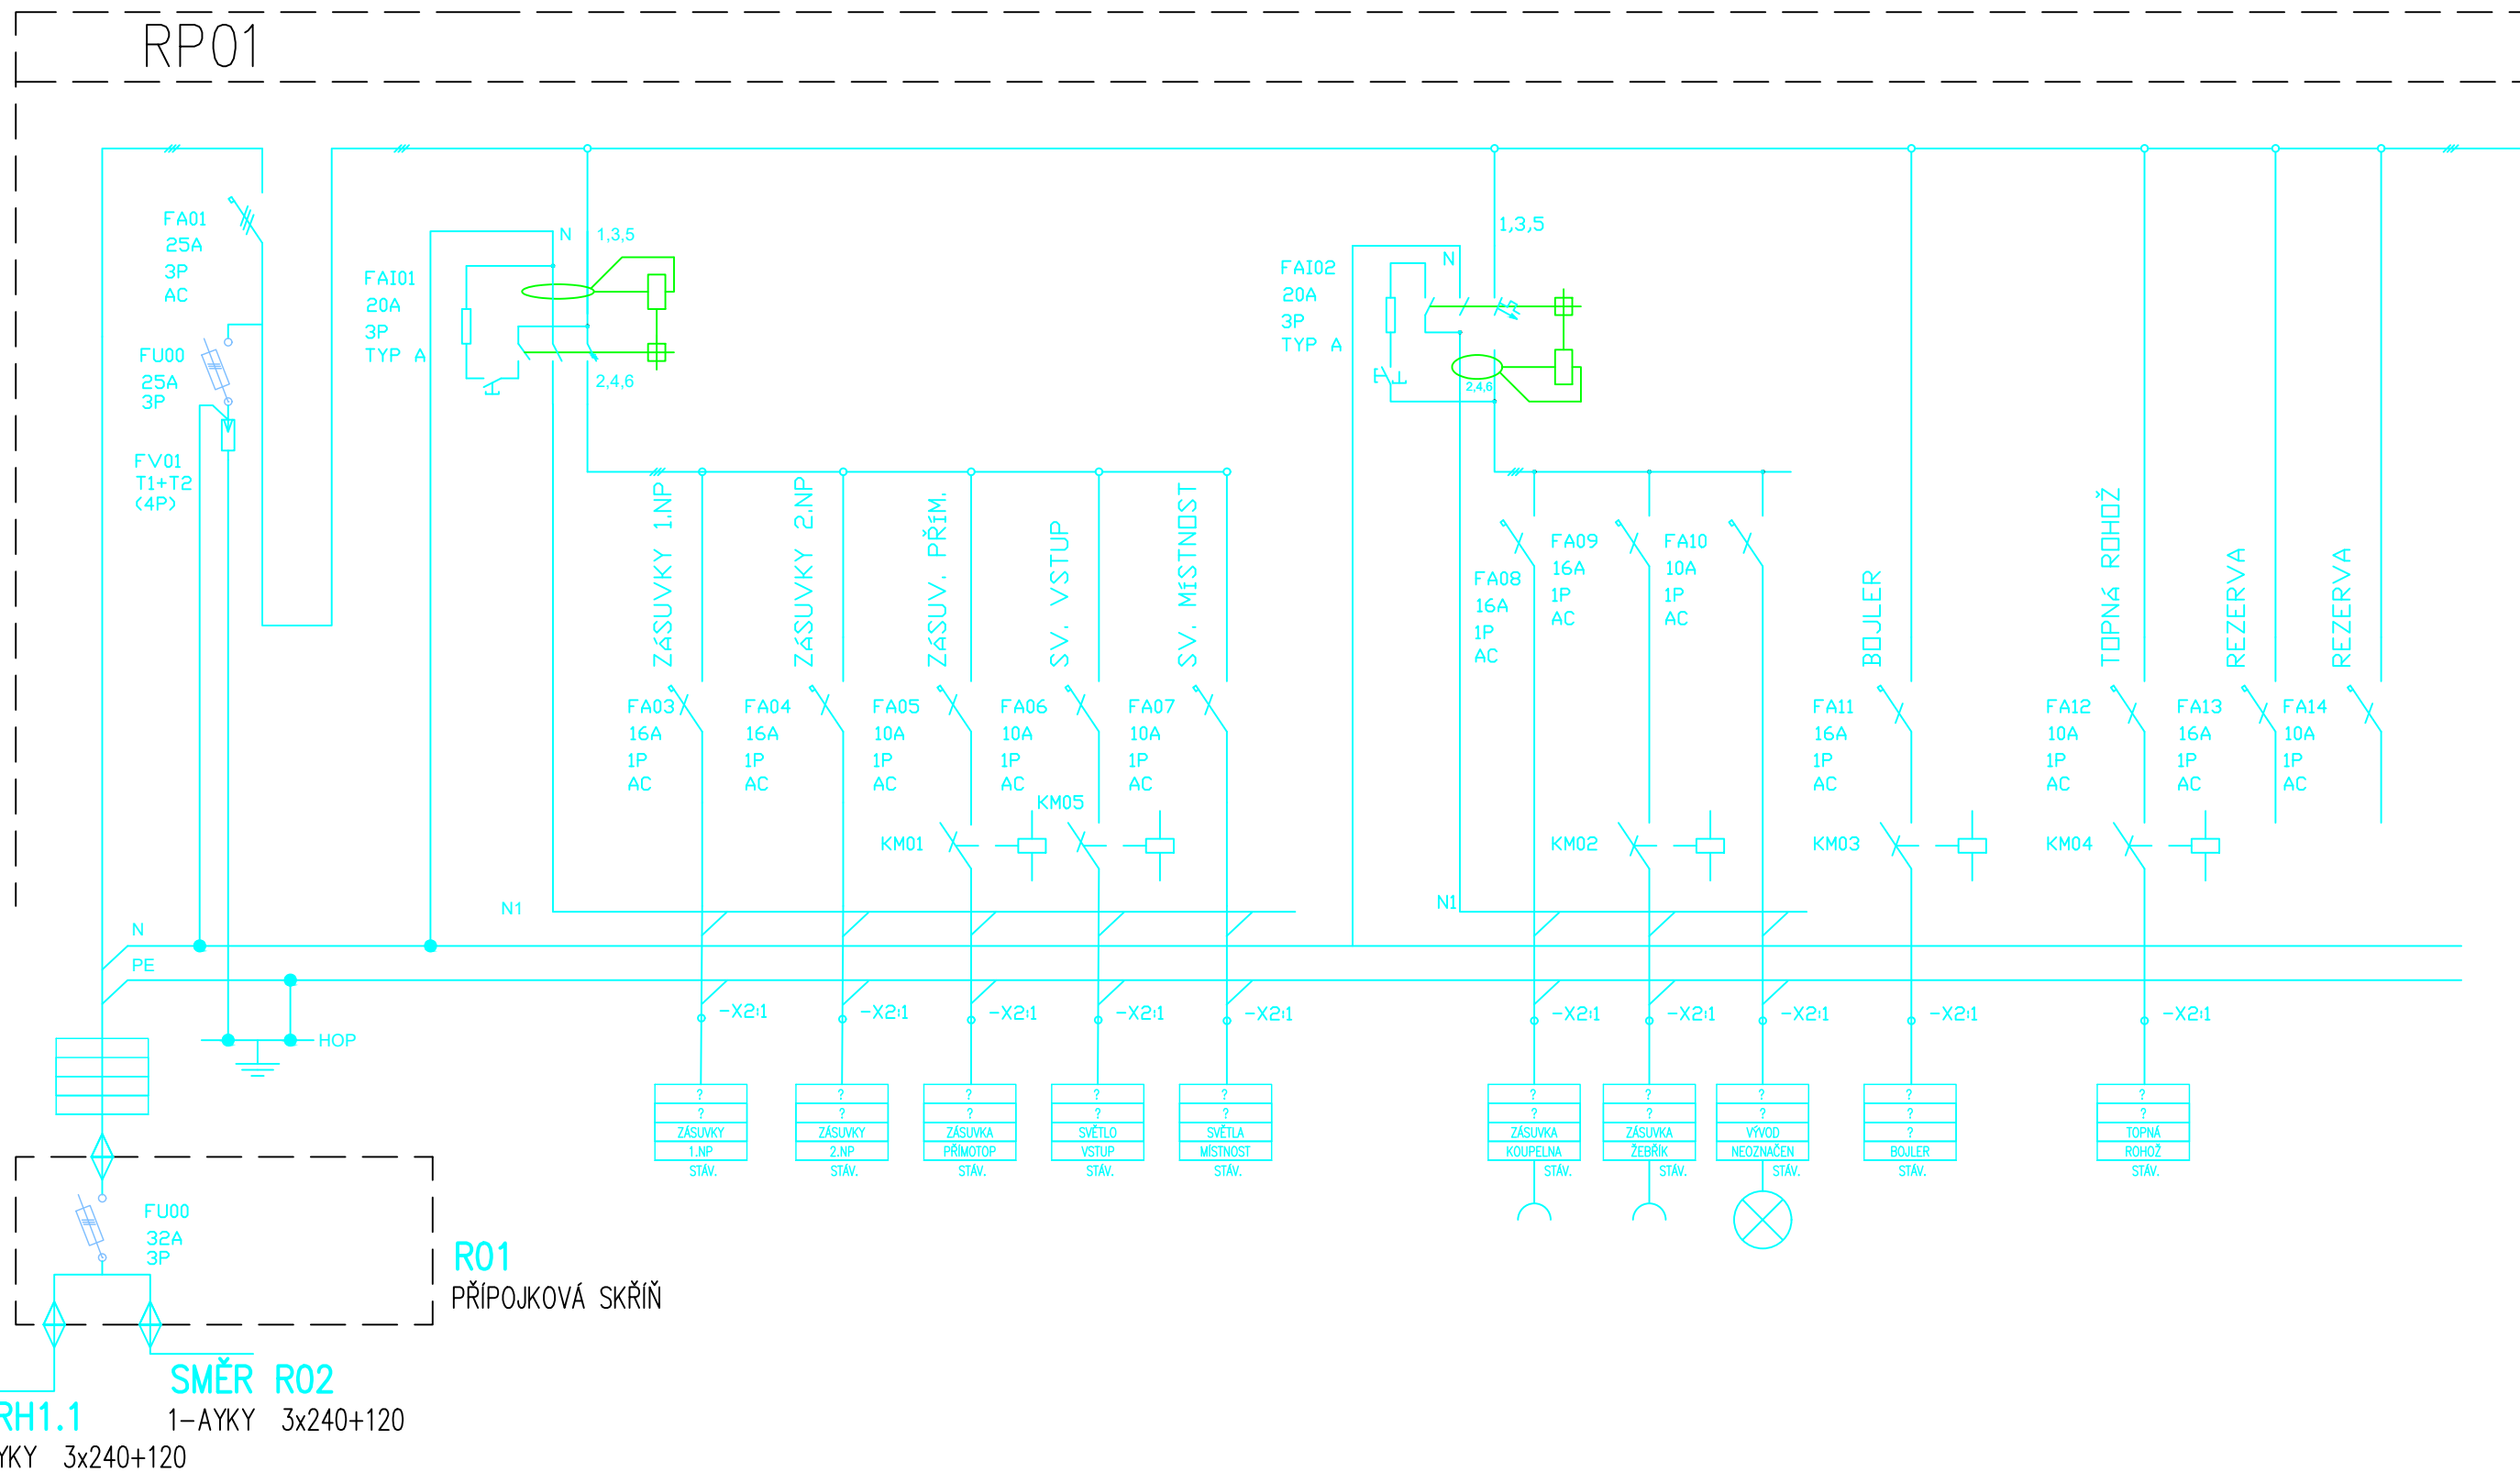 RP01
FA01
25A
3P
AC
FU00
25A
3P
FV01
T1+T2
(4P)
FAI01
20A
3P
TYP A
N
1,3,5
2,4,6
FAI02
20A
3P
TYP A
N
1,3,5
2,4,6
ZÁSUVKY 1.NP
ZÁSUVKY 2.NP
ZÁSUV. PŘÍM.
SV. VSTUP
SV. MÍSTNOST
BOJLER
TOPNÁ ROHOŽ
REZERVA
REZERVA
FA03
16A
1P
AC
FA04
16A
1P
AC
FA05
10A
1P
AC
FA06
10A
1P
AC
FA07
10A
1P
AC
FA08
16A
1P
AC
FA09
16A
1P
AC
FA10
10A
1P
AC
FA11
16A
1P
AC
FA12
10A
1P
AC
FA13
16A
1P
AC
FA14
10A
1P
AC
KM01
KM05
KM02
KM03
KM04
N1
N1
N
PE
HOP
-X2:1
-X2:1
-X2:1
-X2:1
-X2:1
-X2:1
-X2:1
-X2:1
-X2:1
-X2:1
?
?
ZÁSUVKY
1.NP
STÁV.
?
?
ZÁSUVKY
2.NP
STÁV.
?
?
ZÁSUVKA
PŘÍMOTOP
STÁV.
?
?
SVĚTLO
VSTUP
STÁV.
?
?
SVĚTLA
MÍSTNOST
STÁV.
?
?
ZÁSUVKA
KOUPELNA
STÁV.
?
?
ZÁSUVKA
ŽEBŘÍK
STÁV.
?
?
VÝVOD
NEOZNAČEN
STÁV.
?
?
?
BOJLER
STÁV.
?
?
TOPNÁ
ROHOŽ
STÁV.
FU00
32A
3P
R01
PŘÍPOJKOVÁ SKŘÍŇ
SMĚR R02
1-AYKY 3x240+120
RH1.1
YKY 3x240+120